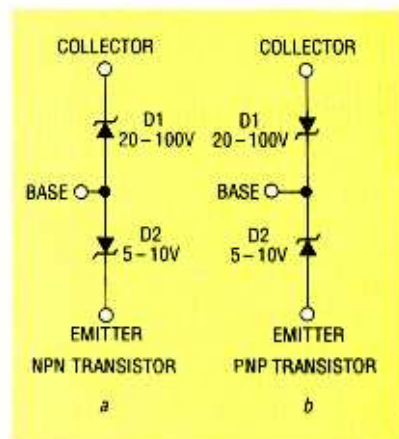 COLLECTOR
D1
20–100V
BASE
D2
5–10V
EMITTER
NPN TRANSISTOR
a
COLLECTOR
D1
20–100V
BASE
D2
5–10V
EMITTER
PNP TRANSISTOR
b